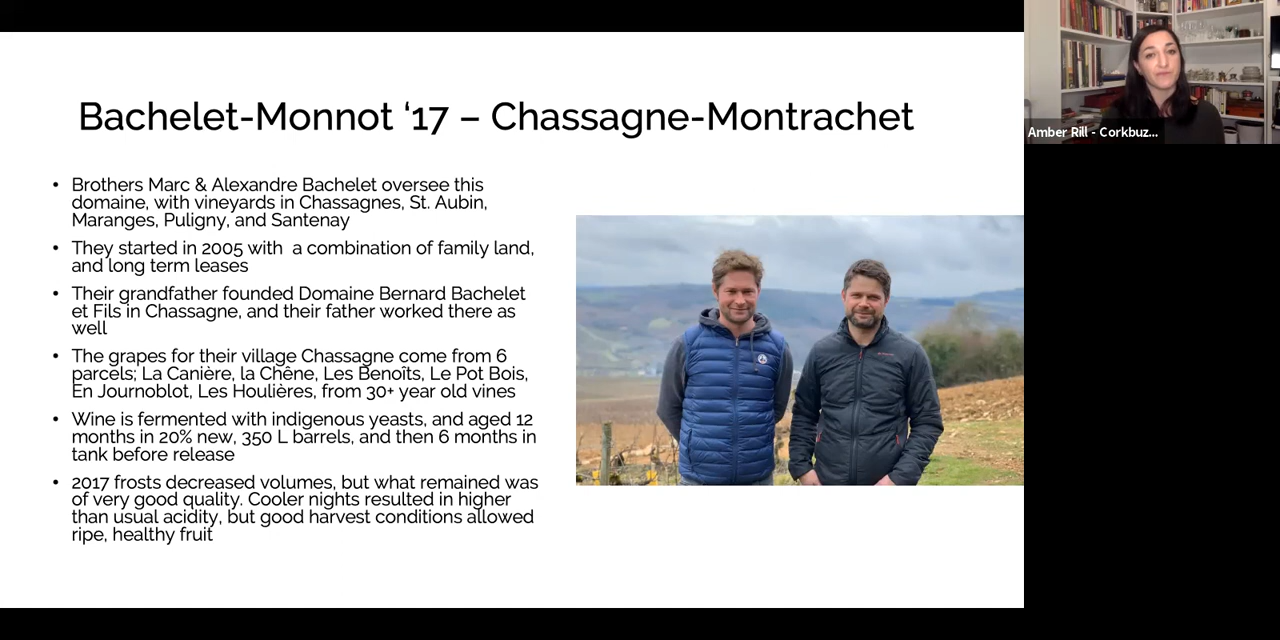 Bachelet-Monnot ‘17 – Chassagne-Montrachet
Amber Rill - Corkbuz...
• Brothers Marc & Alexandre Bachelet oversee this
domaine, with vineyards in Chassagnes, St. Aubin,
Maranges, Puligny, and Santenay
• They started in 2005 with  a combination of family land,
and long term leases
• Their grandfather founded Domaine Bernard Bachelet
et Fils in Chassagne, and their father worked there as
well
• The grapes for their village Chassagne come from 6
parcels; La Canière, la Chêne, Les Benoîts, Le Pot Bois,
En Journoblot, Les Houlières, from 30+ year old vines
• Wine is fermented with indigenous yeasts, and aged 12
months in 20% new, 350 L barrels, and then 6 months in
tank before release
• 2017 frosts decreased volumes, but what remained was
of very good quality. Cooler nights resulted in higher
than usual acidity, but good harvest conditions allowed
ripe, healthy fruit